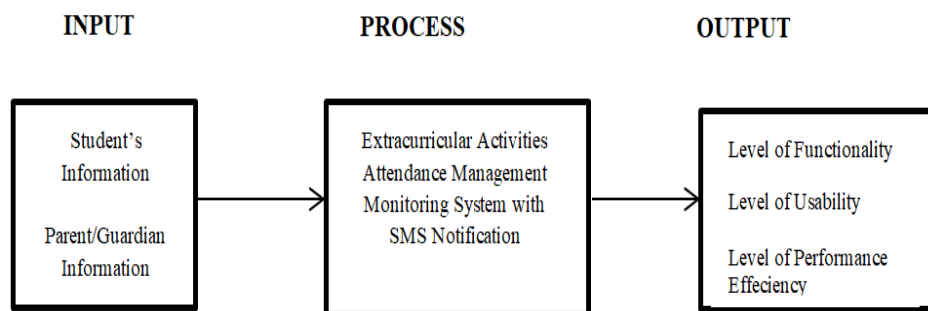 INPUT
PROCESS
OUTPUT
Student's
Information
Parent/Guardian
Information
Extracurricular Activities
Attendance Management
Monitoring System with
SMS Notification
Level of Functionality
Level of Usability
Level of Performance
Effeciency